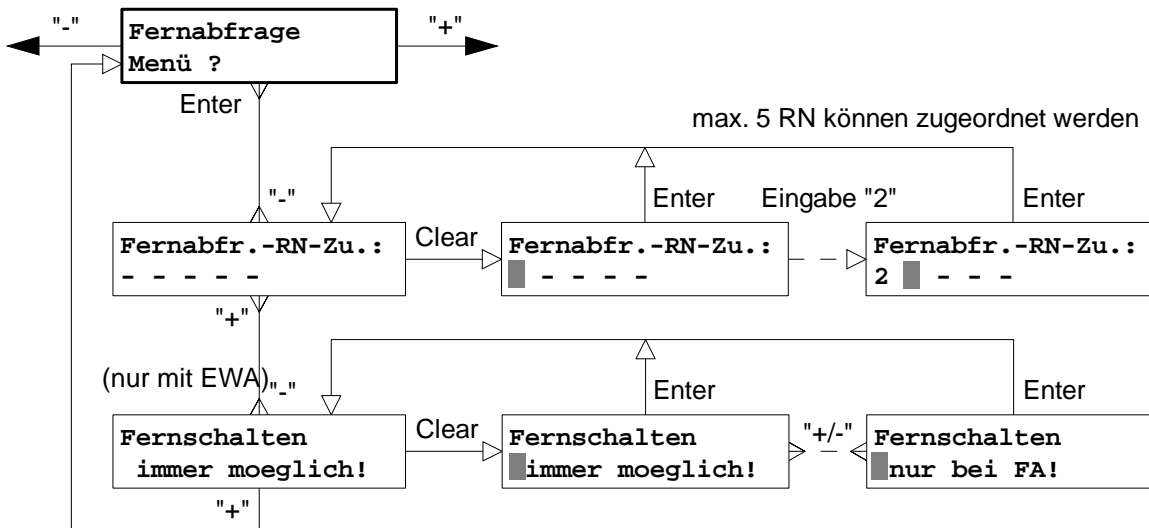 "-"
Fernabfrage
Menü ?
"+"
Enter
max. 5 RN können zugeordnet werden
"-"
Enter
Eingabe "2"
Enter
Fernabfr.-RN-Zu.:
- - - - -
Clear
Fernabfr.-RN-Zu.:
- - - -
Fernabfr.-RN-Zu.:
2 - - -
"+"
(nur mit EWA)
"-"
Enter
Enter
Fernschalten
immer moeglich!
Clear
Fernschalten
immer moeglich!
"+/-"
Fernschalten
nur bei FA!
"+"